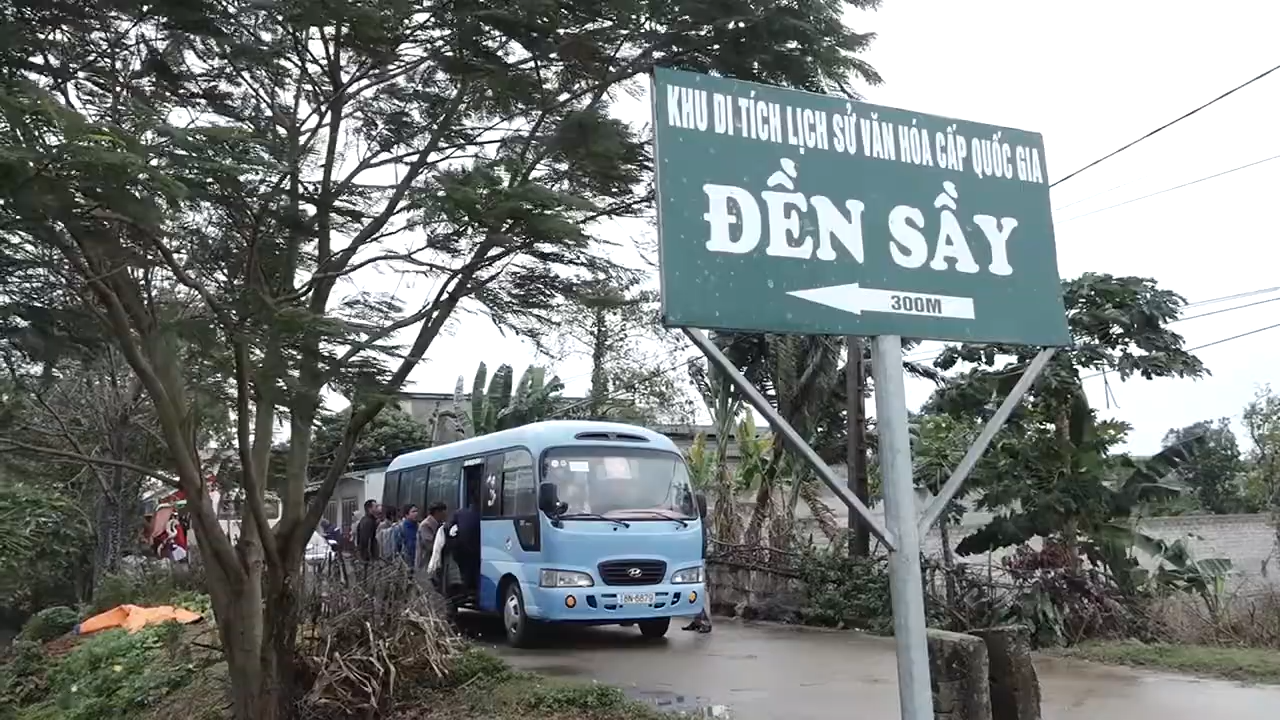 KHU DI TÍCH LỊCH SỬ VĂN HÓA CẤP QUỐC GIA
ĐỀN SẦY
300M